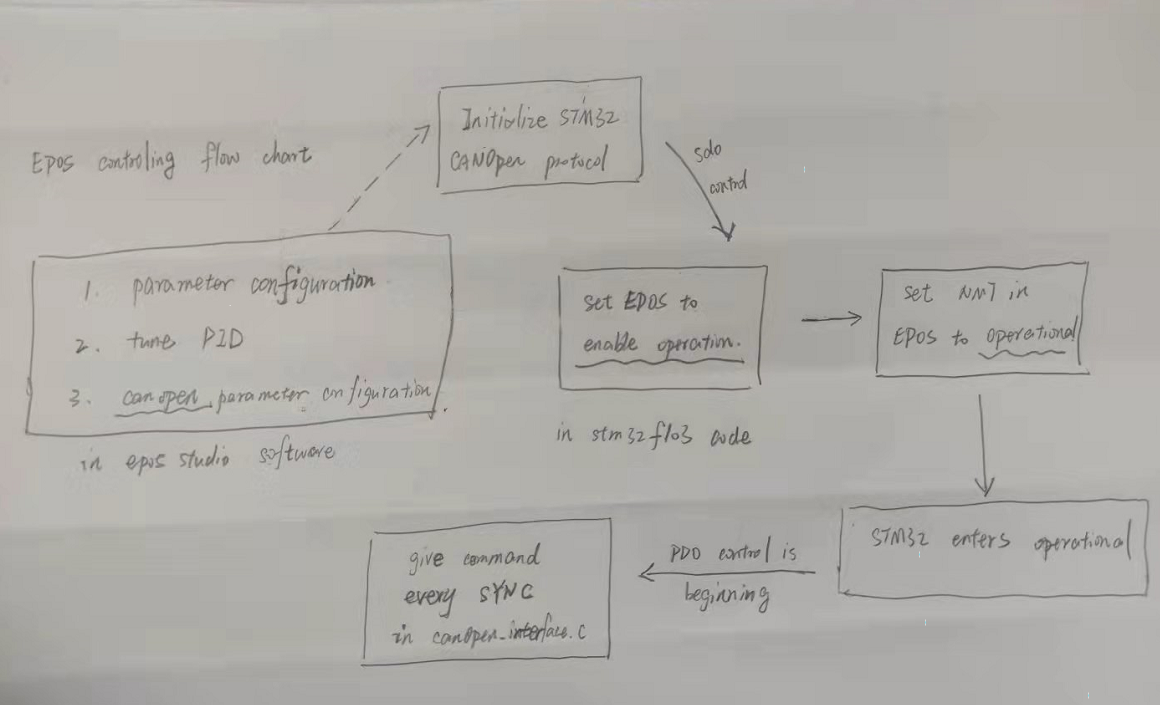 EPOS controling flow chart
Initialize STM32
CANOpen protocol
sdo
control
1. parameter configuration
2. tune PID
3. canopen parameter configuration
in epos studio software
set EPOS to
enable operation.
in stm32f103 code
set NMT in
EPOS to operational
STM32 enters operational
PDO control is
beginning
give command
every SYNC
in canopen_interface.c